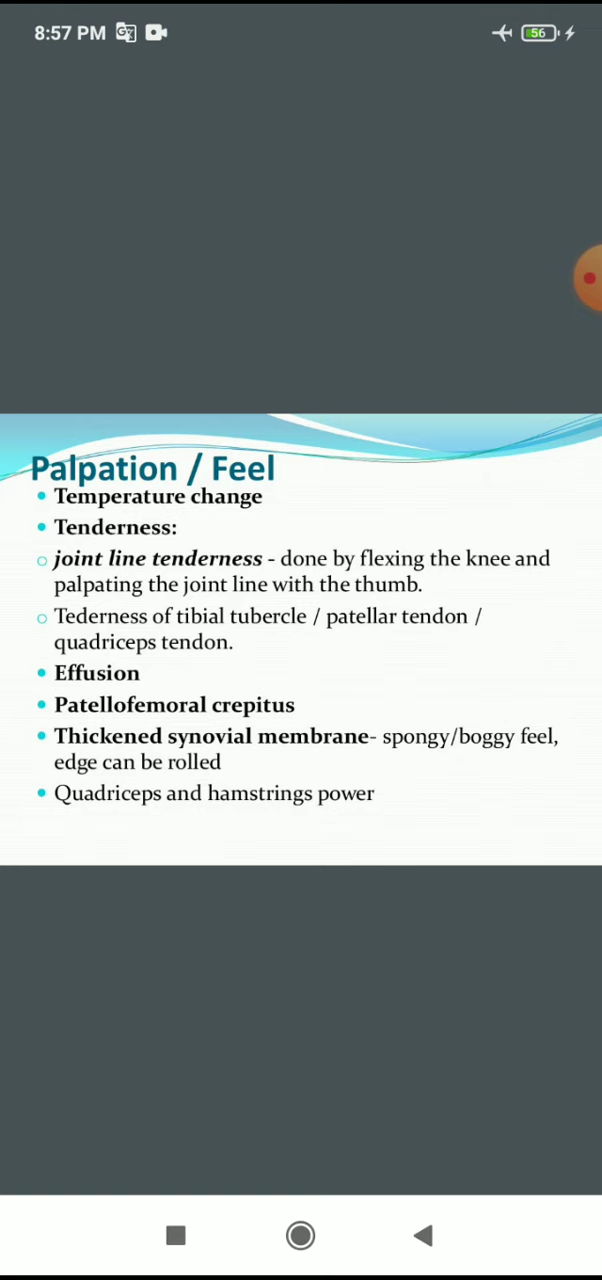 8:57 PM
56
Palpation / Feel
• Temperature change
• Tenderness:
o joint line tenderness - done by flexing the knee and
palpating the joint line with the thumb.
o Tederness of tibial tubercle / patellar tendon /
quadriceps tendon.
• Effusion
• Patellofemoral crepitus
• Thickened synovial membrane- spongy/boggy feel,
edge can be rolled
• Quadriceps and hamstrings power